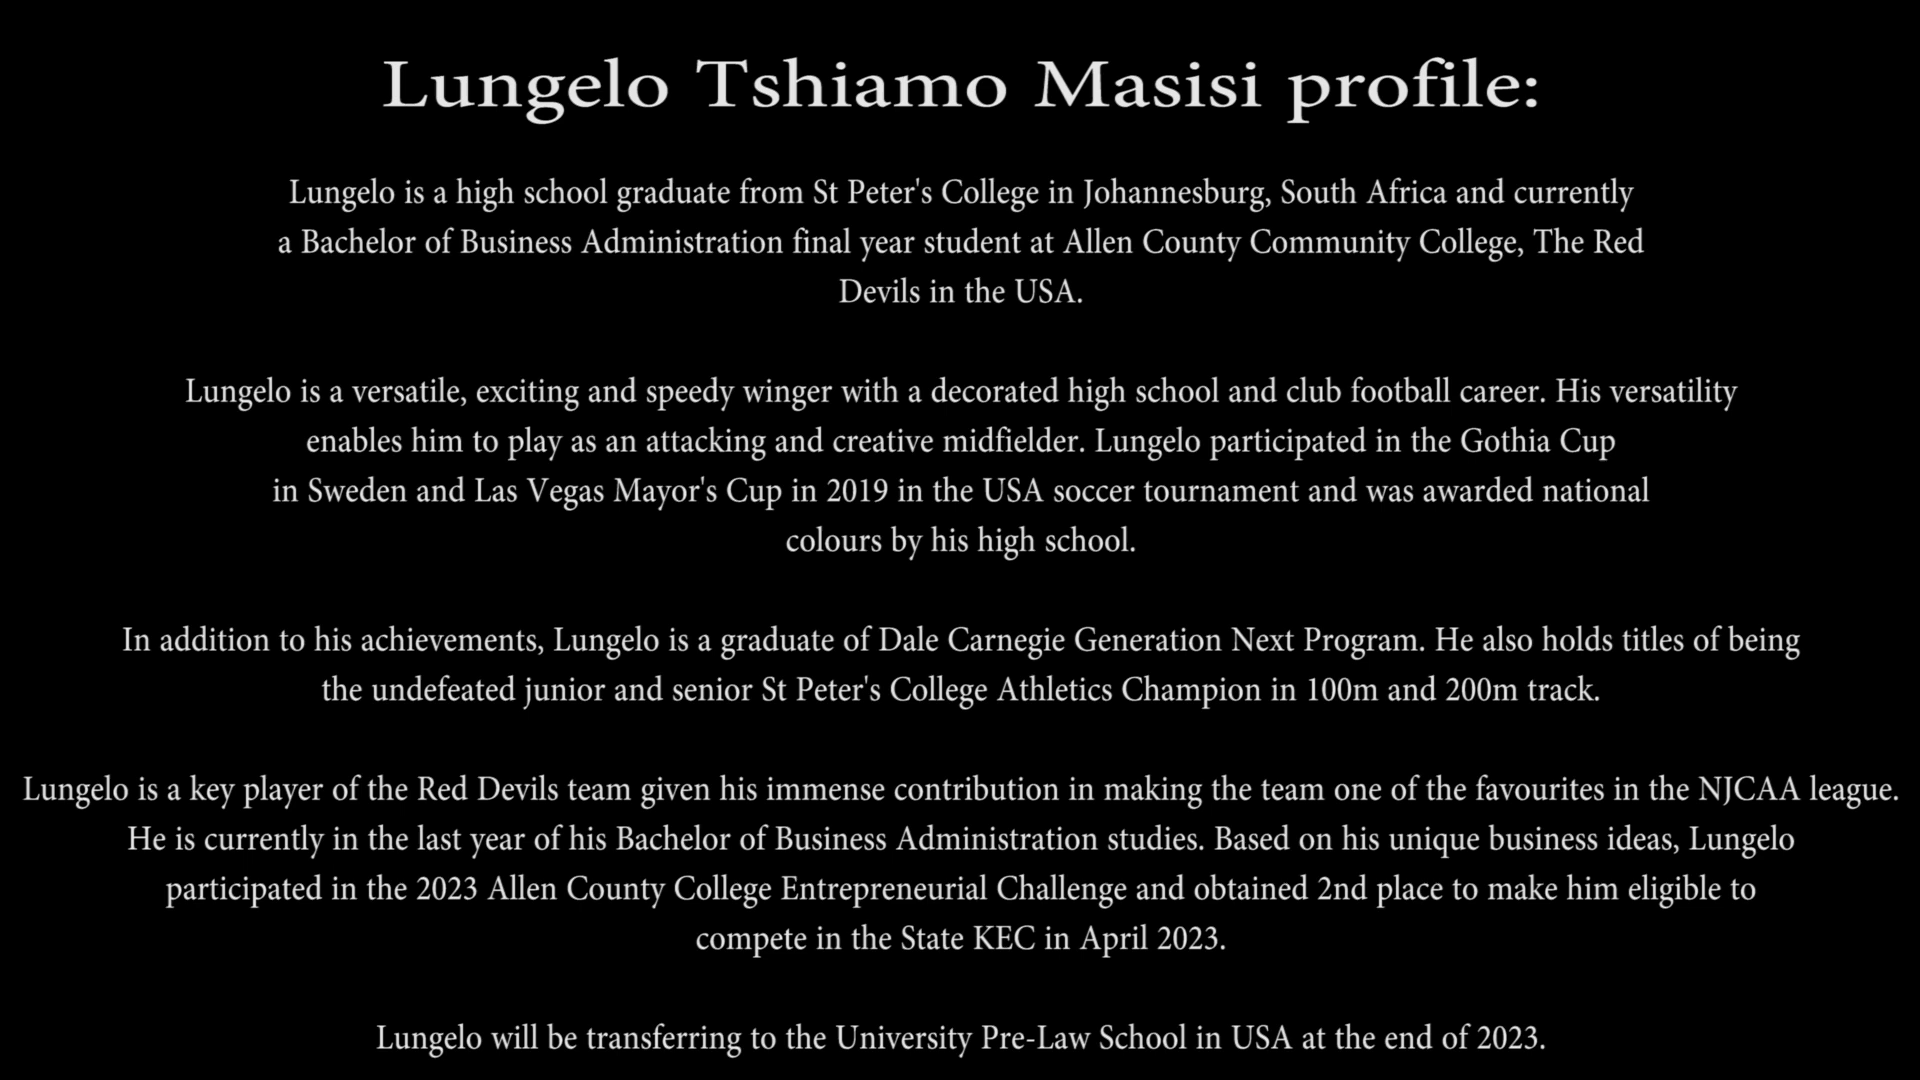 Lungelo Tshiamo Masisi profile:
Lungelo is a high school graduate from St Peter's College in Johannesburg, South Africa and currently
a Bachelor of Business Administration final year student at Allen County Community College, The Red
Devils in the USA.
Lungelo is a versatile, exciting and speedy winger with a decorated high school and club football career. His versatility
enables him to play as an attacking and creative midfielder. Lungelo participated in the Gothia Cup
in Sweden and Las Vegas Mayor's Cup in 2019 in the USA soccer tournament and was awarded national
colours by his high school.
In addition to his achievements, Lungelo is a graduate of Dale Carnegie Generation Next Program. He also holds titles of being
the undefeated junior and senior St Peter's College Athletics Champion in 100m and 200m track.
Lungelo is a key player of the Red Devils team given his immense contribution in making the team one of the favourites in the NJCAA league.
He is currently in the last year of his Bachelor of Business Administration studies. Based on his unique business ideas, Lungelo
participated in the 2023 Allen County College Entrepreneurial Challenge and obtained 2nd place to make him eligible to
compete in the State KEC in April 2023.
Lungelo will be transferring to the University Pre-Law School in USA at the end of 2023.